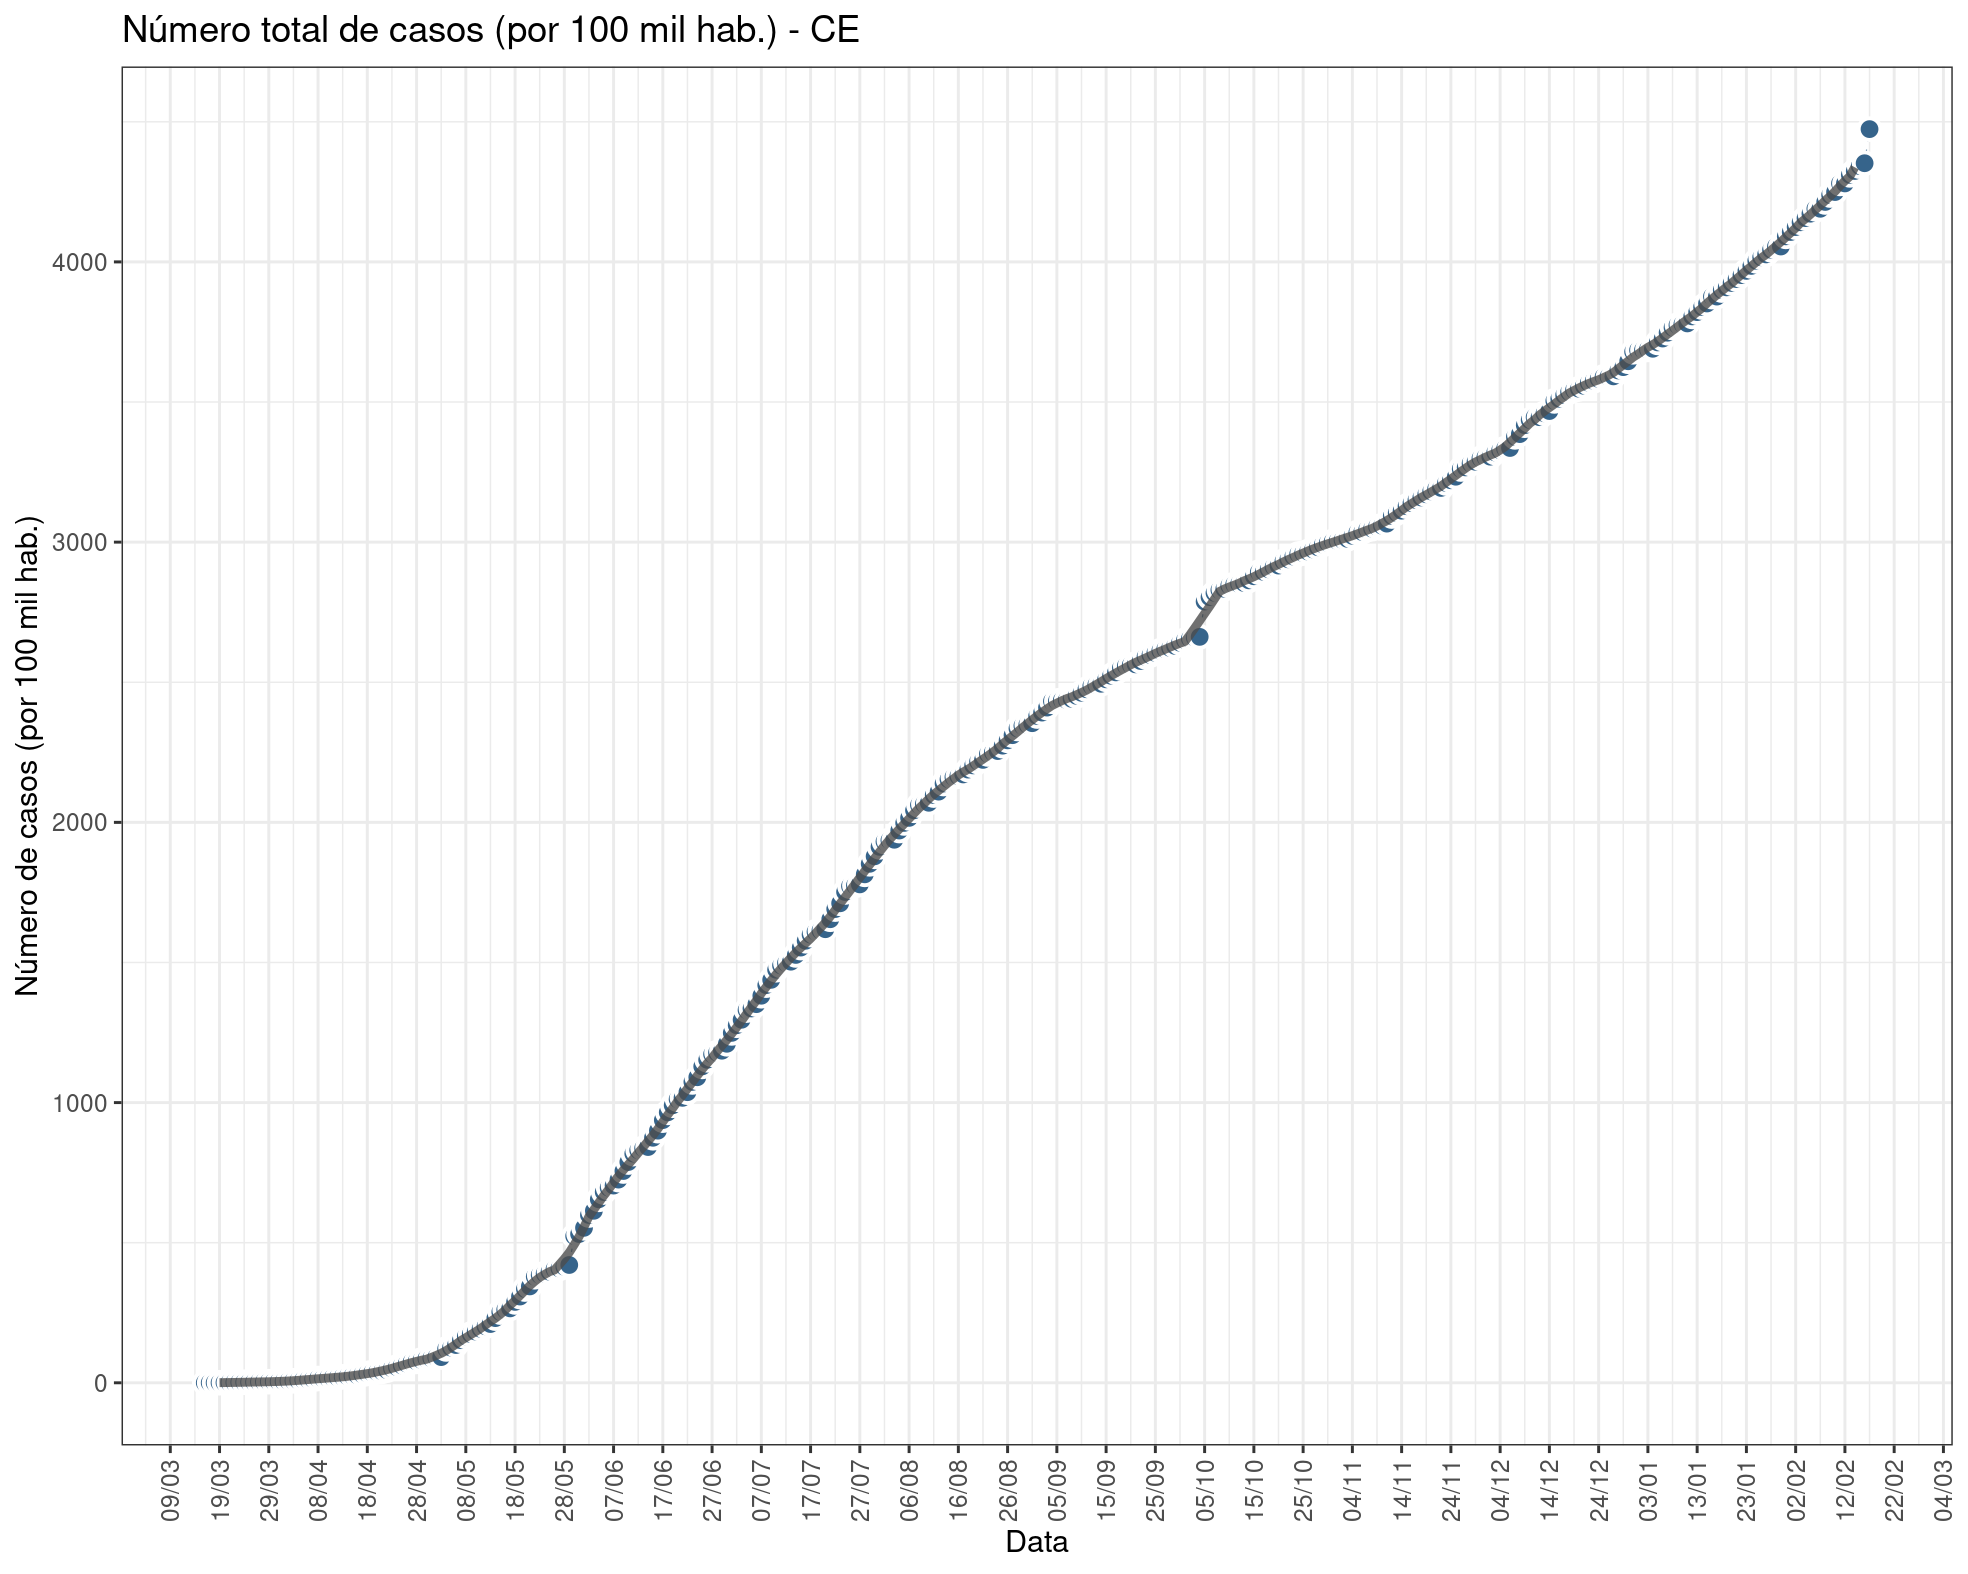 Número total de casos (por 100 mil hab.) - CE
Número de casos (por 100 mil hab.)
4000
3000
2000
1000
0
09/03 19/03 29/03 08/04 18/04 28/04 08/05 18/05 28/05 07/06 17/06 27/06 07/07 17/07 27/07 06/08 16/08 26/08 05/09 15/09 25/09 05/10 15/10 25/10 04/11 14/11 24/11 04/12 14/12 24/12 03/01 13/01 23/01 02/02 12/02 22/02 04/03
Data